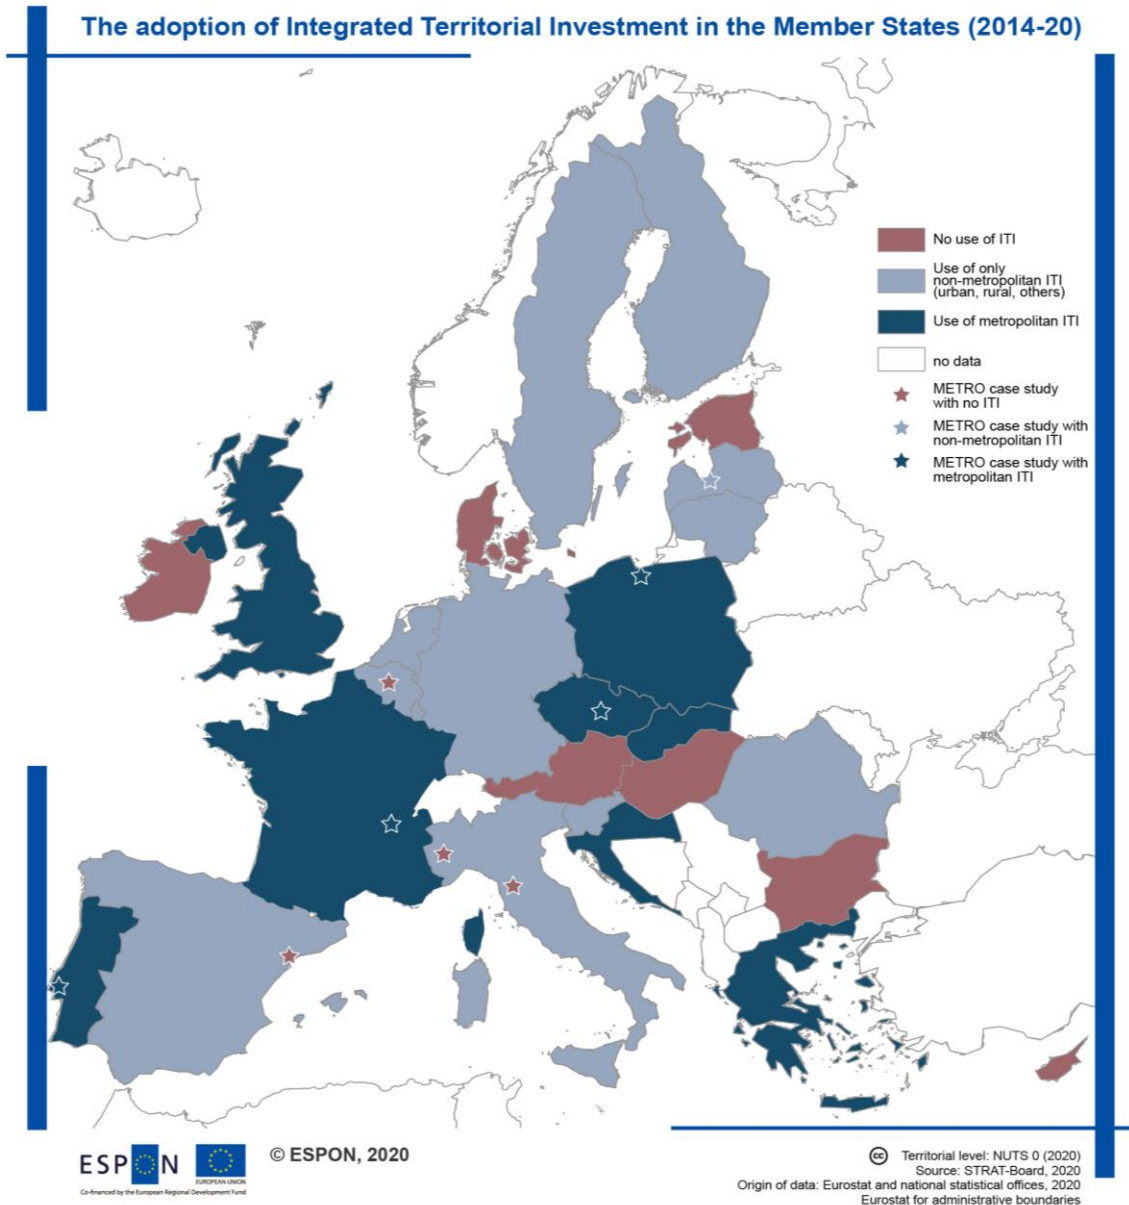 The adoption of Integrated Territorial Investment in the Member States (2014-20)
No use of ITI
Use of only
non-metropolitan ITI
(urban, rural, others)
Use of metropolitan ITI
no data
METRO case study
with no ITI
METRO case study with
non-metropolitan ITI
METRO case study with
metropolitan ITI
ESPON
EUROPEAN UNION
Co-financed by the European Regional Development Fund
© ESPON, 2020
cc Territorial level: NUTS 0 (2020)
Source: STRAT-Board, 2020
Origin of data: Eurostat and national statistical offices, 2020
Eurostat for administrative boundaries